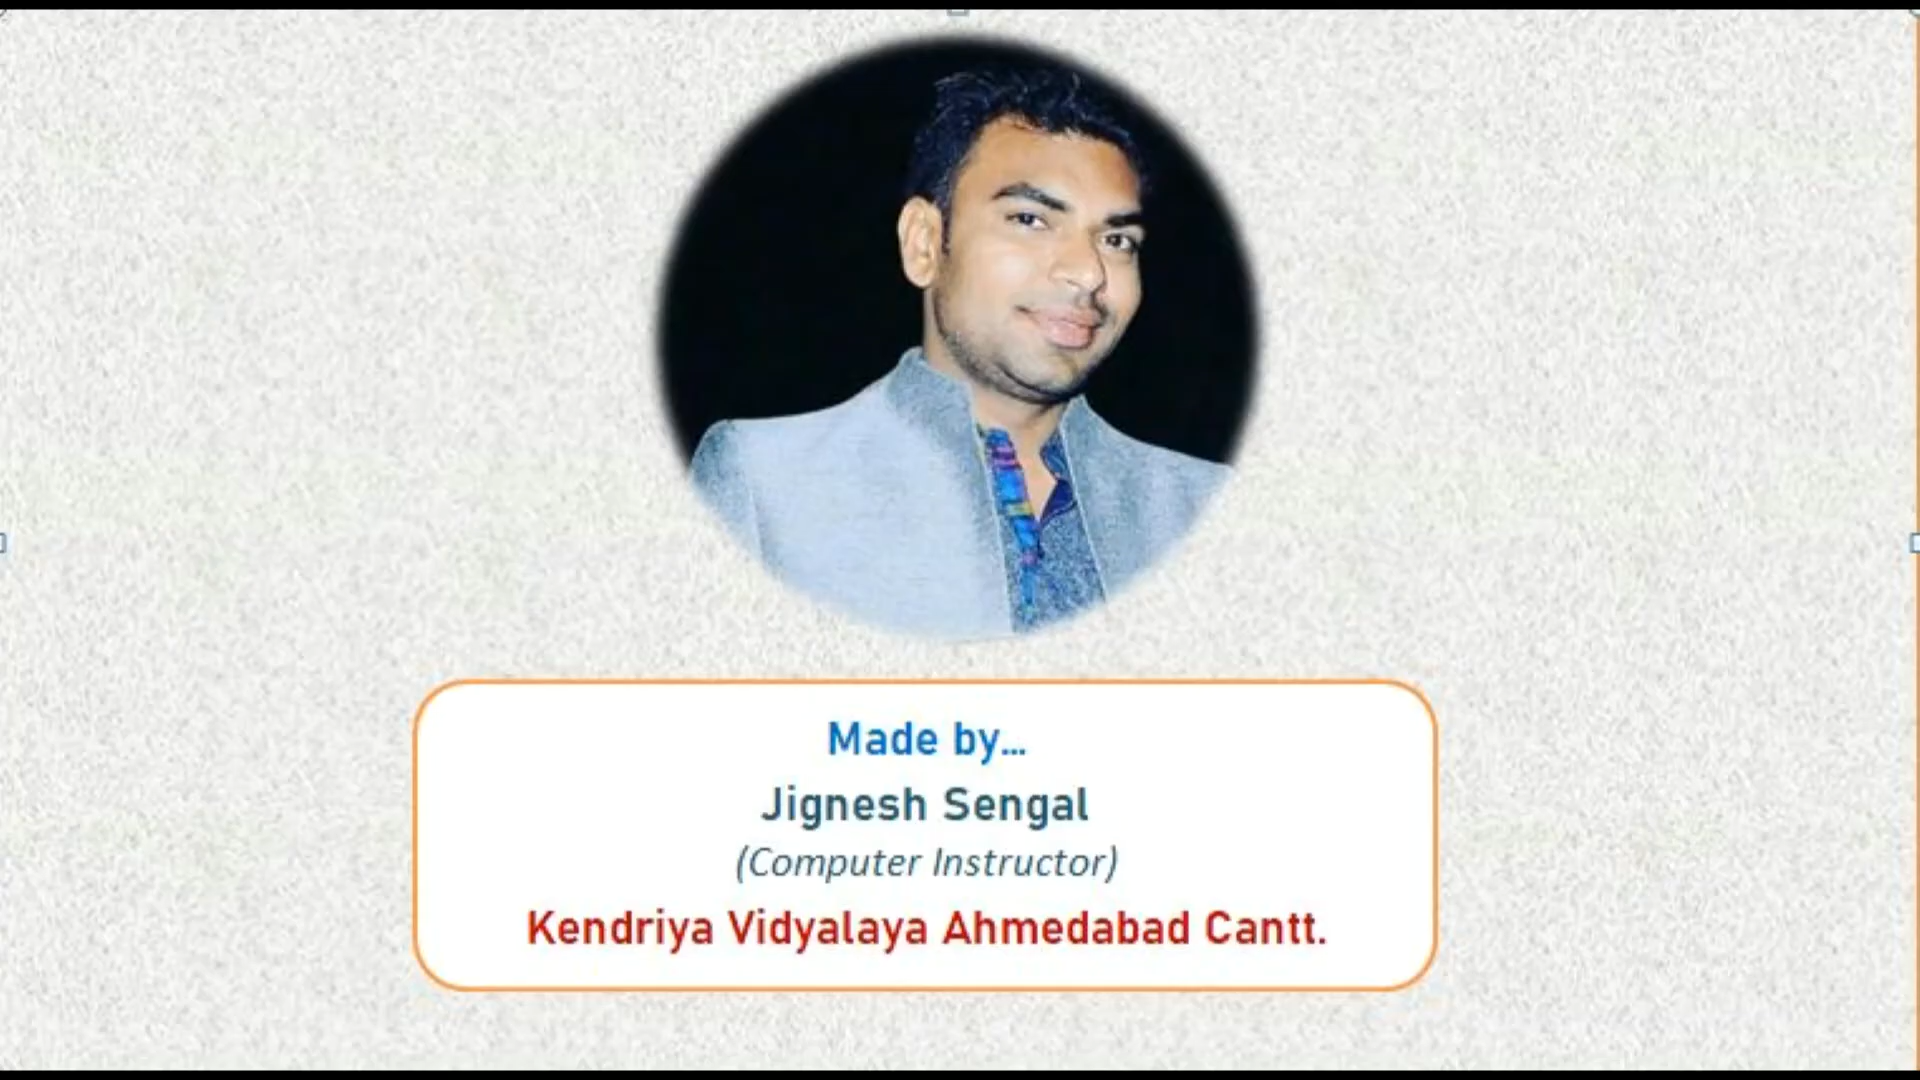 Made by...
Jignesh Sengal
(Computer Instructor)
Kendriya Vidyalaya Ahmedabad Cantt.